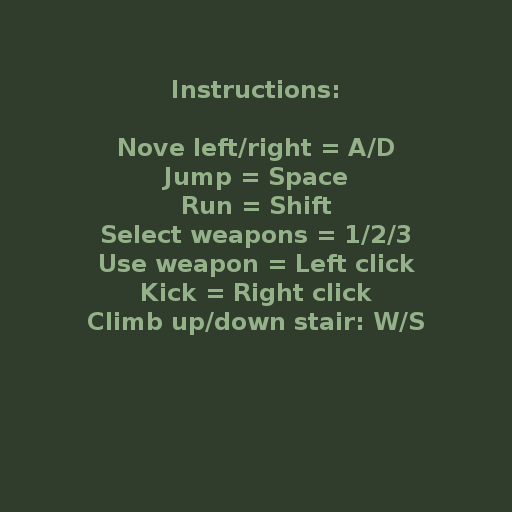 Instructions:
Nove left/right = A/D
Jump = Space
Run = Shift
Select weapons = 1/2/3
Use weapon = Left click
Kick = Right click
Climb up/down stair: W/S